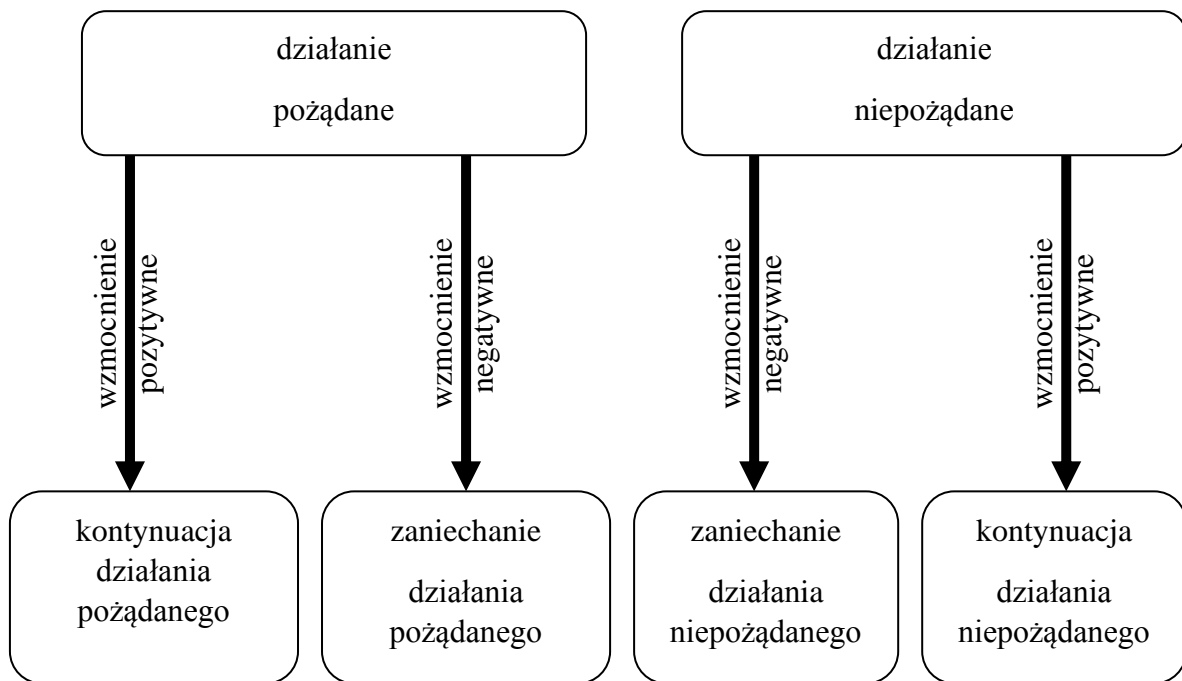 działanie
pożądane
działanie
niepożądane
wzmocnienie
pozytywne
wzmocnienie
negatywne
wzmocnienie
negatywne
wzmocnienie
pozytywne
kontynuacja
działania
pożądanego
zaniechanie
działania
pożądanego
zaniechanie
działania
niepożądanego
kontynuacja
działania
niepożądanego